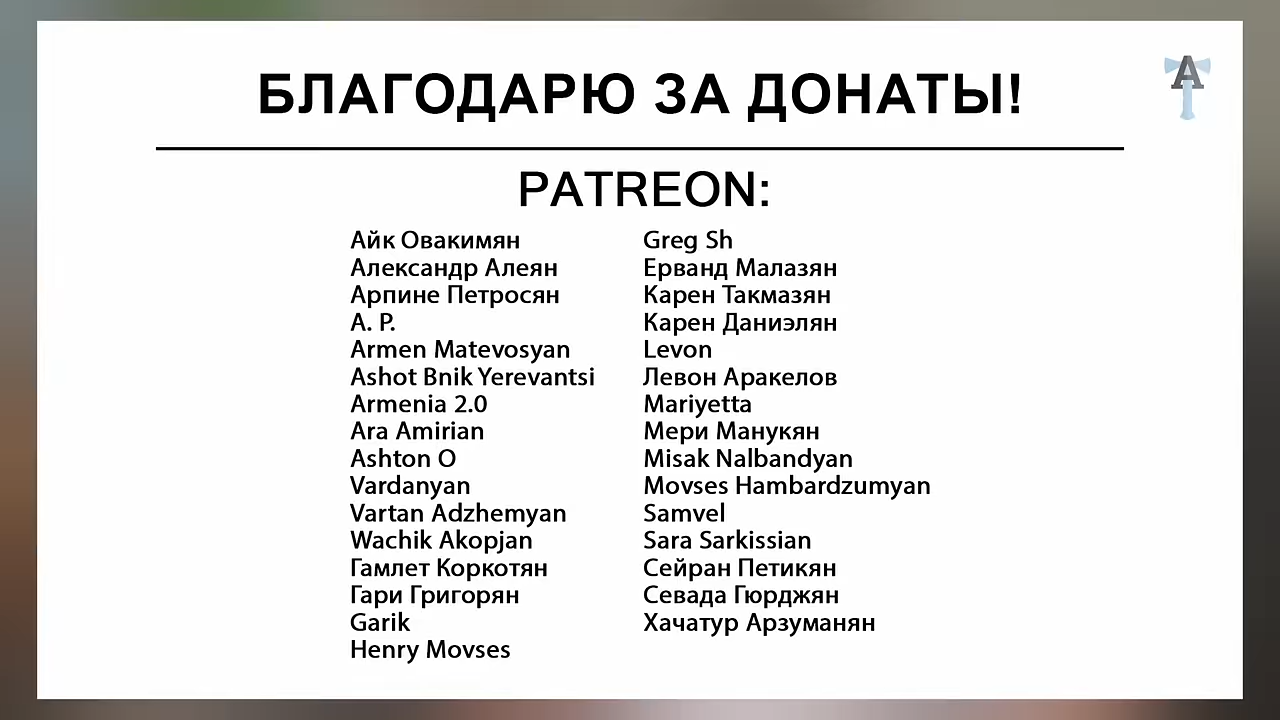 БЛАГОДАРЮ ЗА ДОНАТЫ!
PATREON:
Айк Овакимян
Александр Алеян
Арпине Петросян
А. Р.
Armen Matevosyan
Ashot Bnik Yerevantsi
Armenia 2.0
Ara Amirian
Ashton O
Vardanyan
Vartan Adzhemyan
Wachik Akopjan
Гамлет Коркотян
Гари Григорян
Garik
Henry Movses
Greg Sh
Ерванд Малазян
Карен Такмазян
Карен Даниэлян
Levon
Левон Аракелов
Mariyetta
Мери Манукян
Misak Nalbandyan
Movses Hambardzumyan
Samvel
Sara Sarkissian
Сейран Петикян
Севада Гюрджян
Хачатур Арзуманян